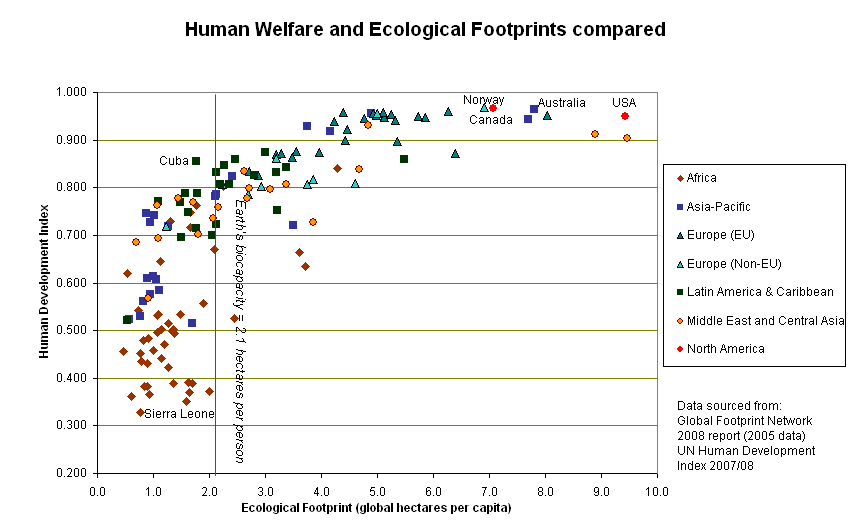 Human Welfare and Ecological Footprints compared
Human Development Index
1.000
0.900
0.800
0.700
0.600
0.500
0.400
0.300
0.200
Norway
Canada
Australia
USA
Cuba
Sierra Leone
Earth's biocapacity = 2.1 hectares per person
0.0 1.0 2.0 3.0 4.0 5.0 6.0 7.0 8.0 9.0 10.0
Ecological Footprint (global hectares per capita)
Africa
Asia-Pacific
Europe (EU)
Europe (Non-EU)
Latin America & Caribbean
Middle East and Central Asia
North America
Data sourced from:
Global Footprint Network
2008 report (2005 data)
UN Human Development
Index 2007/08